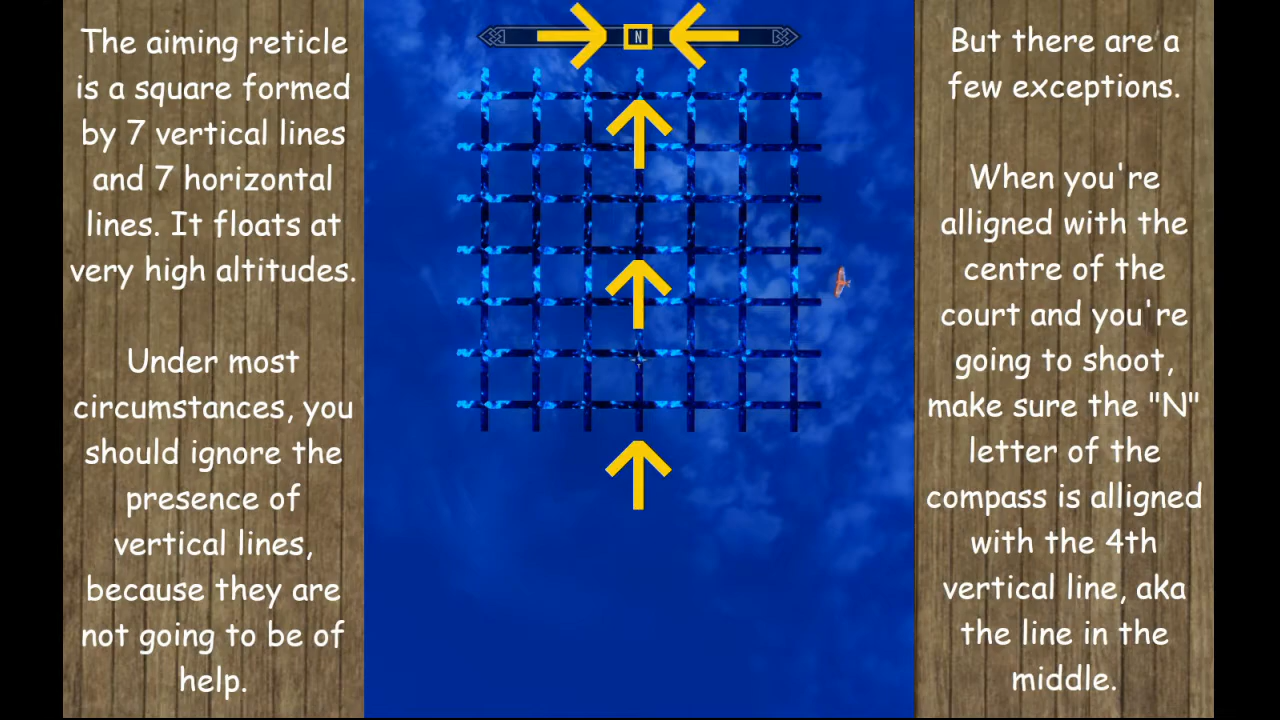 The aiming reticle
is a square formed
by 7 vertical lines
and 7 horizontal
lines. It floats at
very high altitudes.
Under most
circumstances, you
should ignore the
presence of
vertical lines,
because they are
not going to be of
help.
N
But there are a
few exceptions.
When you're
alligned with the
centre of the
court and you're
going to shoot,
make sure the "N"
letter of the
compass is alligned
with the 4th
vertical line, aka
the line in the
middle.